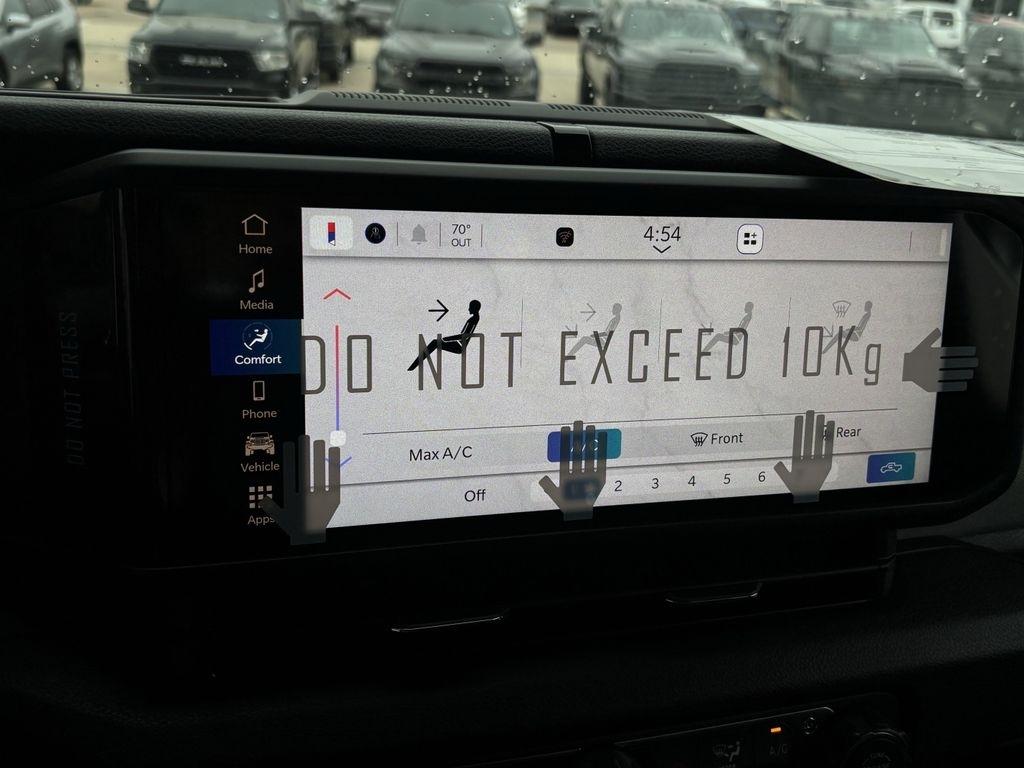 70°
OUT
4:54
Home
Media
Comfort
Phone
Vehicle
Apps
DO NOT PRESS
DO NOT EXCEED 10Kg
Max A/C
A/C
Front
Rear
Off
2 3 4 5 6
A/C